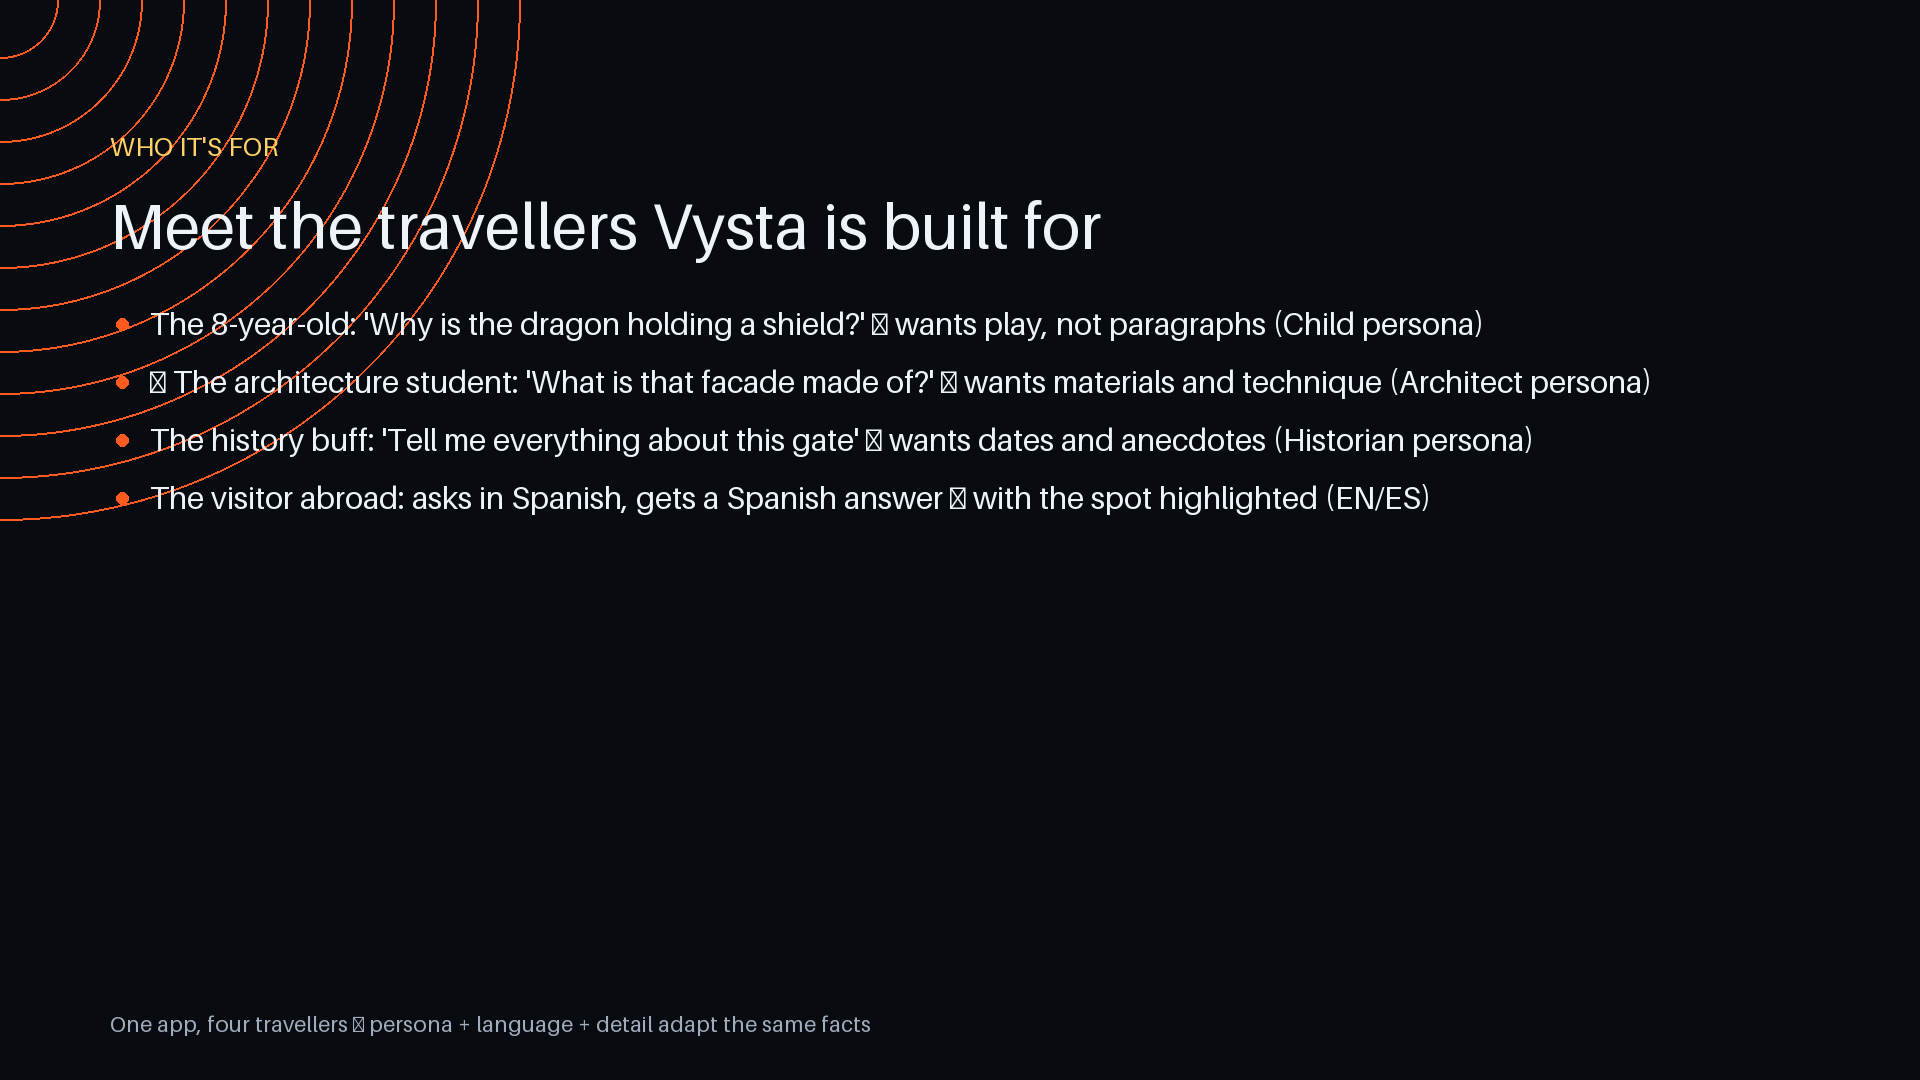 WHO IT'S FOR
Meet the travellers Vysta is built for
The 8-year-old: 'Why is the dragon holding a shield?' ☒ wants play, not paragraphs (Child persona)
☒ The architecture student: 'What is that facade made of?' ☒ wants materials and technique (Architect persona)
The history buff: 'Tell me everything about this gate' ☒ wants dates and anecdotes (Historian persona)
The visitor abroad: asks in Spanish, gets a Spanish answer ☒ with the spot highlighted (EN/ES)
One app, four travellers ☒ persona + language + detail adapt the same facts